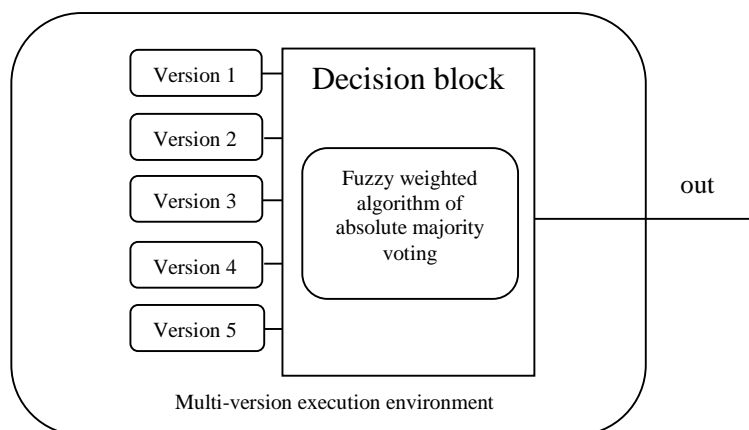 Version 1
Version 2
Version 3
Version 4
Version 5
Decision block
Fuzzy weighted
algorithm of
absolute majority
voting
out
Multi-version execution environment